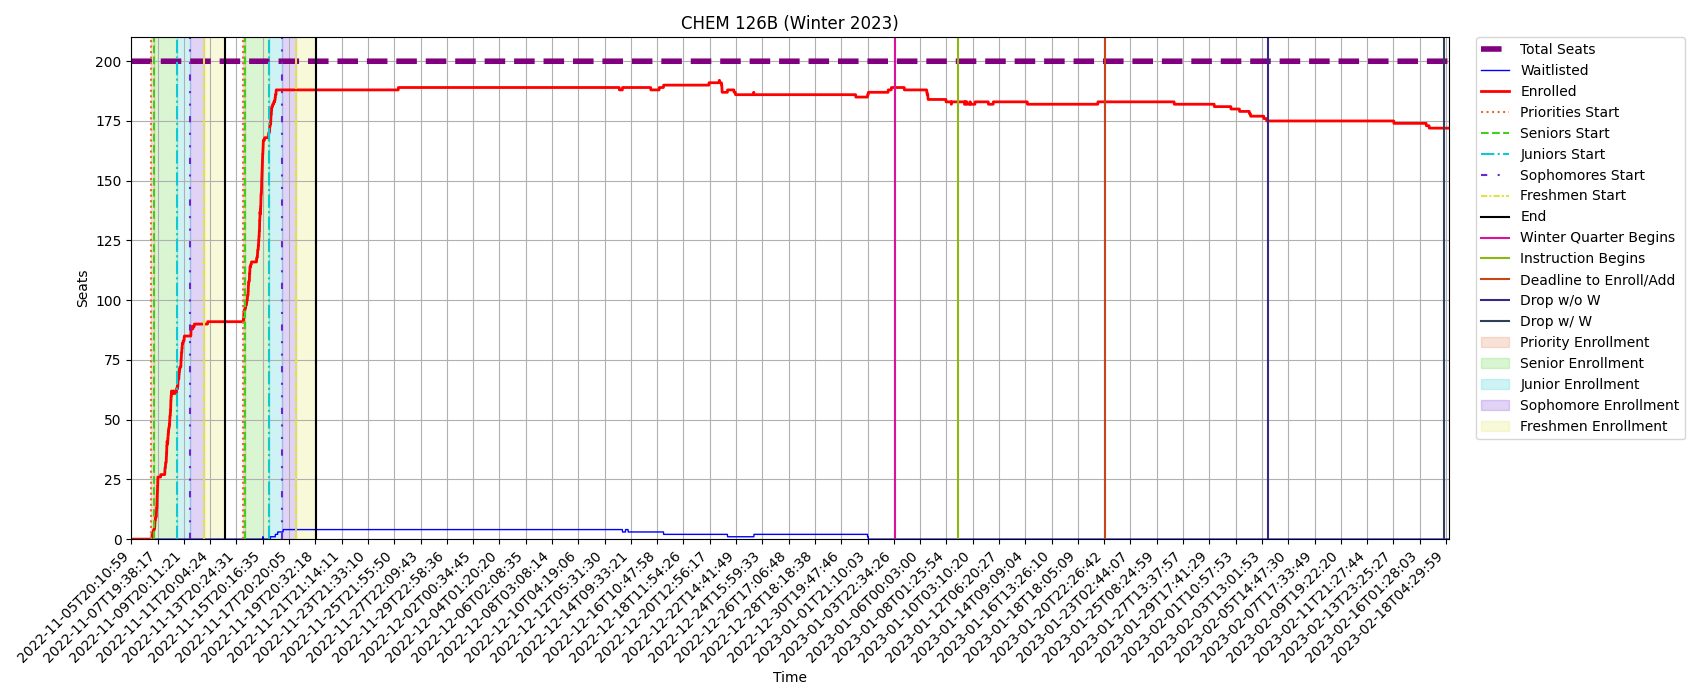 CHEM 126B (Winter 2023)
Seats
200
175
150
125
100
75
50
25
0
2022-11-05T20:10:59
2022-11-07T19:38:17
2022-11-09T20:11:21
2022-11-11T20:04:24
2022-11-13T20:24:31
2022-11-15T20:16:35
2022-11-17T20:20:05
2022-11-19T20:32:18
2022-11-21T21:14:11
2022-11-23T21:33:10
2022-11-25T21:55:50
2022-11-27T22:09:43
2022-11-29T22:58:36
2022-12-02T00:34:45
2022-12-04T01:20:20
2022-12-06T02:08:35
2022-12-08T03:08:14
2022-12-10T04:19:06
2022-12-12T05:31:30
2022-12-14T09:33:21
2022-12-16T10:47:58
2022-12-18T11:54:26
2022-12-20T12:56:17
2022-12-22T14:41:49
2022-12-24T15:59:33
2022-12-26T17:06:48
2022-12-28T18:18:38
2022-12-30T19:47:46
2023-01-01T21:10:03
2023-01-03T22:34:26
2023-01-06T00:03:00
2023-01-08T01:25:54
2023-01-10T03:10:20
2023-01-12T06:20:27
2023-01-14T09:09:04
2023-01-16T13:26:10
2023-01-18T18:05:09
2023-01-20T22:26:42
2023-01-23T02:44:07
2023-01-25T08:24:59
2023-01-27T13:37:57
2023-01-29T17:41:29
2023-02-01T10:57:53
2023-02-03T13:01:53
2023-02-05T14:47:30
2023-02-07T17:33:49
2023-02-09T19:22:20
2023-02-11T21:27:44
2023-02-13T23:25:27
2023-02-16T01:28:03
2023-02-18T04:29:59
Time
Total Seats
Waitlisted
Enrolled
Priorities Start
Seniors Start
Juniors Start
Sophomores Start
Freshmen Start
End
Winter Quarter Begins
Instruction Begins
Deadline to Enroll/Add
Drop w/o W
Drop w/ W
Priority Enrollment
Senior Enrollment
Junior Enrollment
Sophomore Enrollment
Freshmen Enrollment